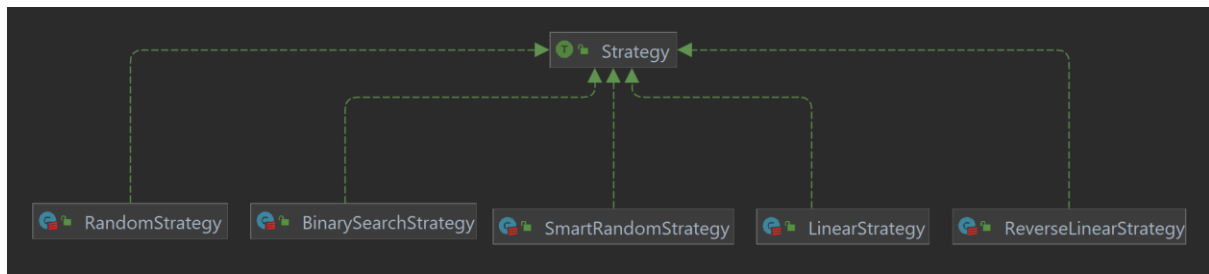 Strategy
RandomStrategy
BinarySearchStrategy
SmartRandomStrategy
LinearStrategy
ReverseLinearStrategy